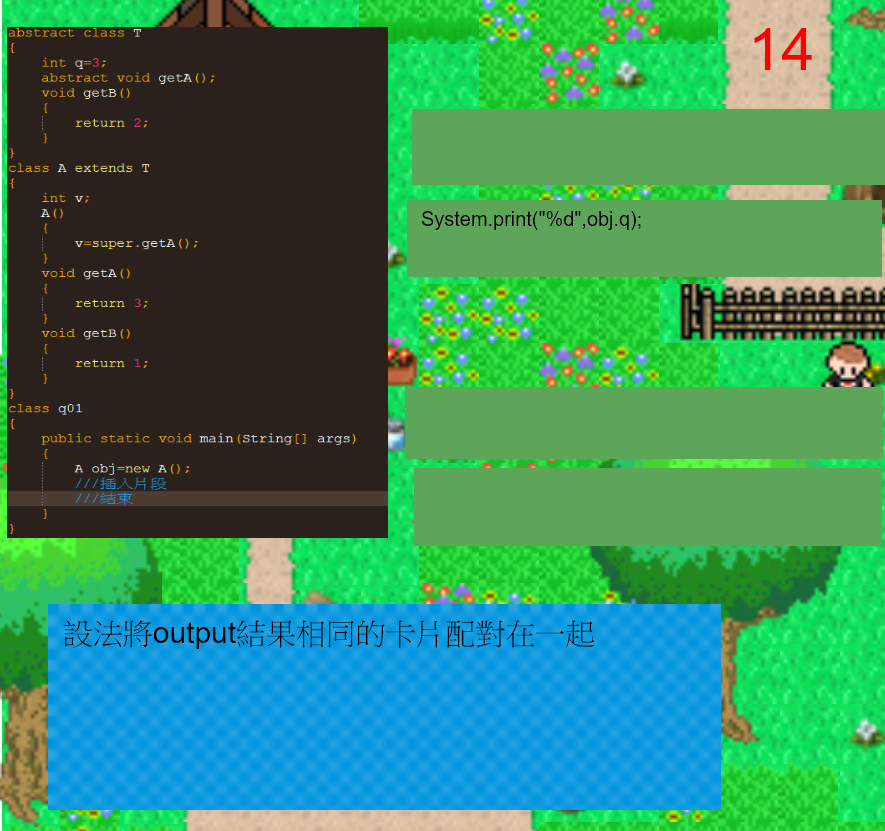 abstract class T
{
int q=3;
abstract void getA();
void getB()
{
return 2;
}
}
class A extends T
{
int v;
A()
{
v=super.getA();
}
void getA()
{
return 3;
}
void getB()
{
return 1;
}
}
class q01
{
public static void main(String[] args)
{
A obj=new A();
///插入片段
///結束
}
}
14
System.print("%d",obj.q);
設法將output結果相同的卡片配對在一起